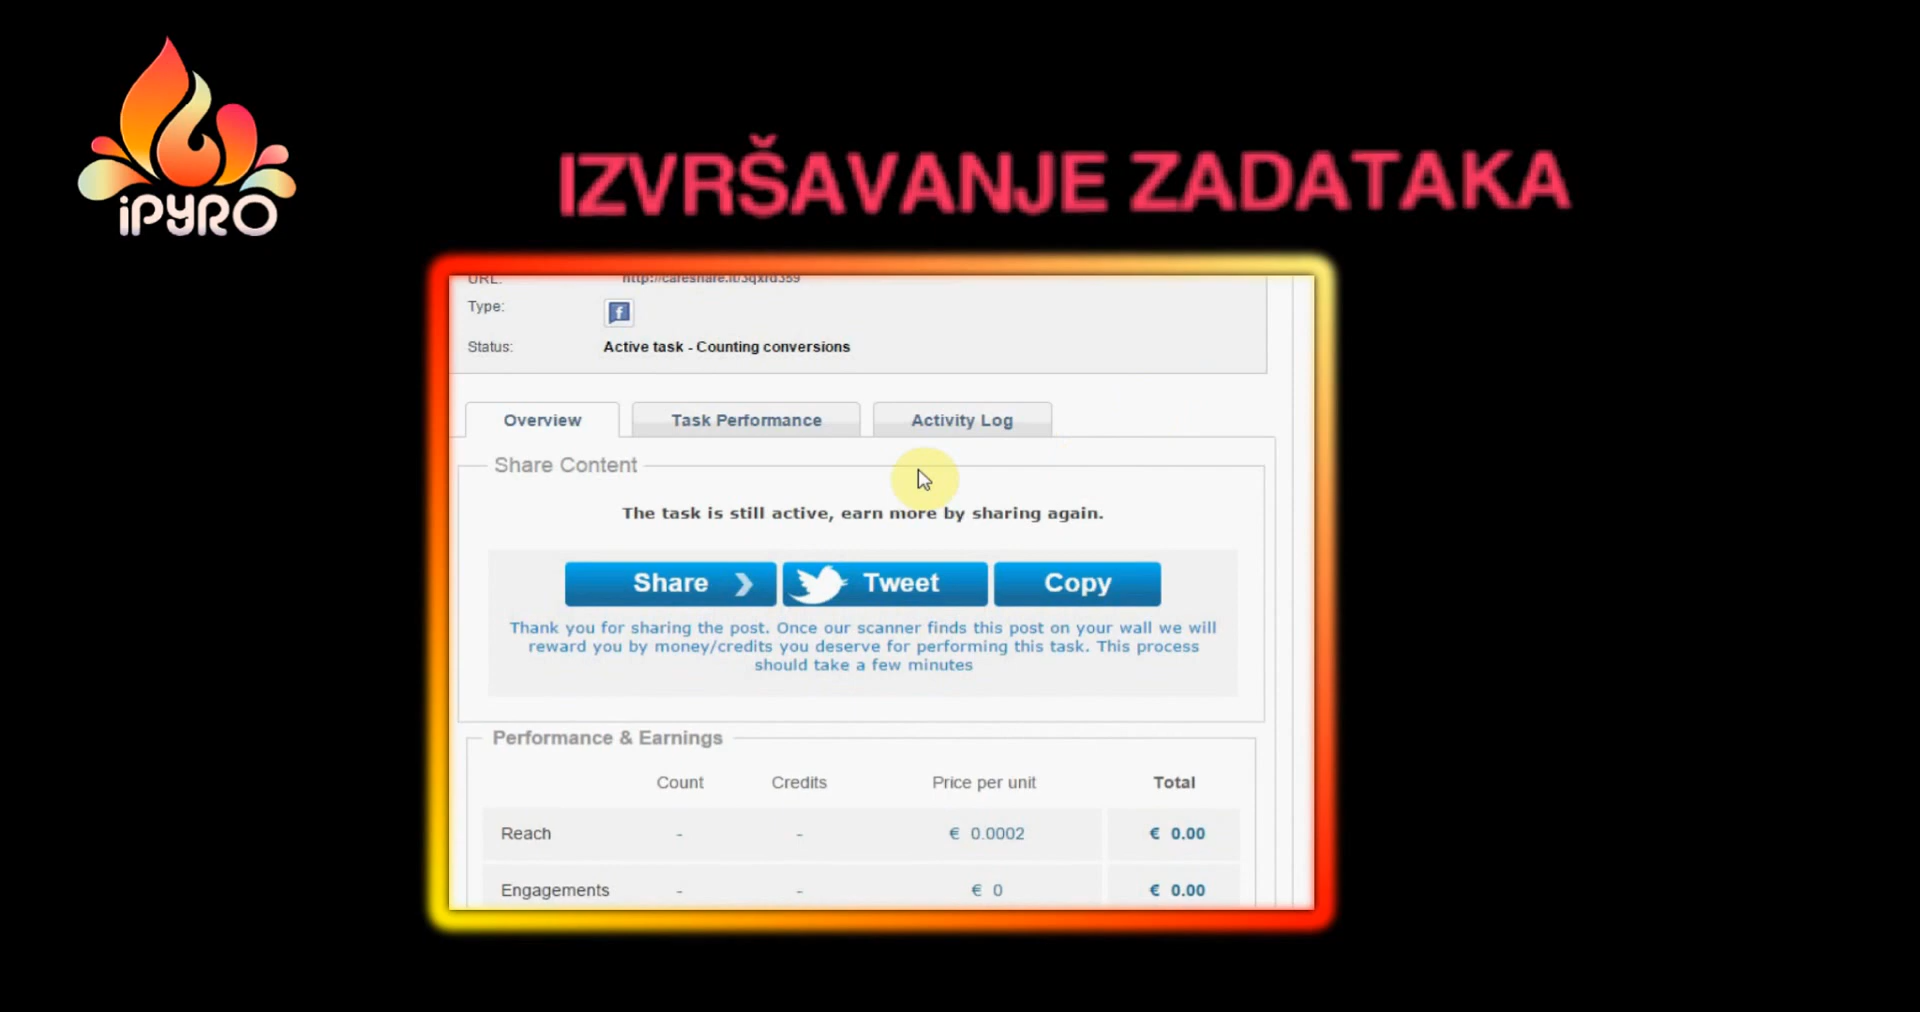 iPYRO
IZVRŠAVANJE ZADATAKA
URL:
Type:
Status: Active task - Counting conversions
Overview Task Performance Activity Log
Share Content
The task is still active, earn more by sharing again.
Share Tweet Copy
Thank you for sharing the post. Once our scanner finds this post on your wall we will
reward you by money/credits you deserve for performing this task. This process
should take a few minutes
Performance & Earnings
Count Credits Price per unit Total
Reach - - € 0.0002 € 0.00
Engagements - - € 0 € 0.00